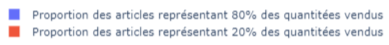 Proportion des articles représentant 80% des quantitées vendus
Proportion des articles représentant 20% des quantitées vendus